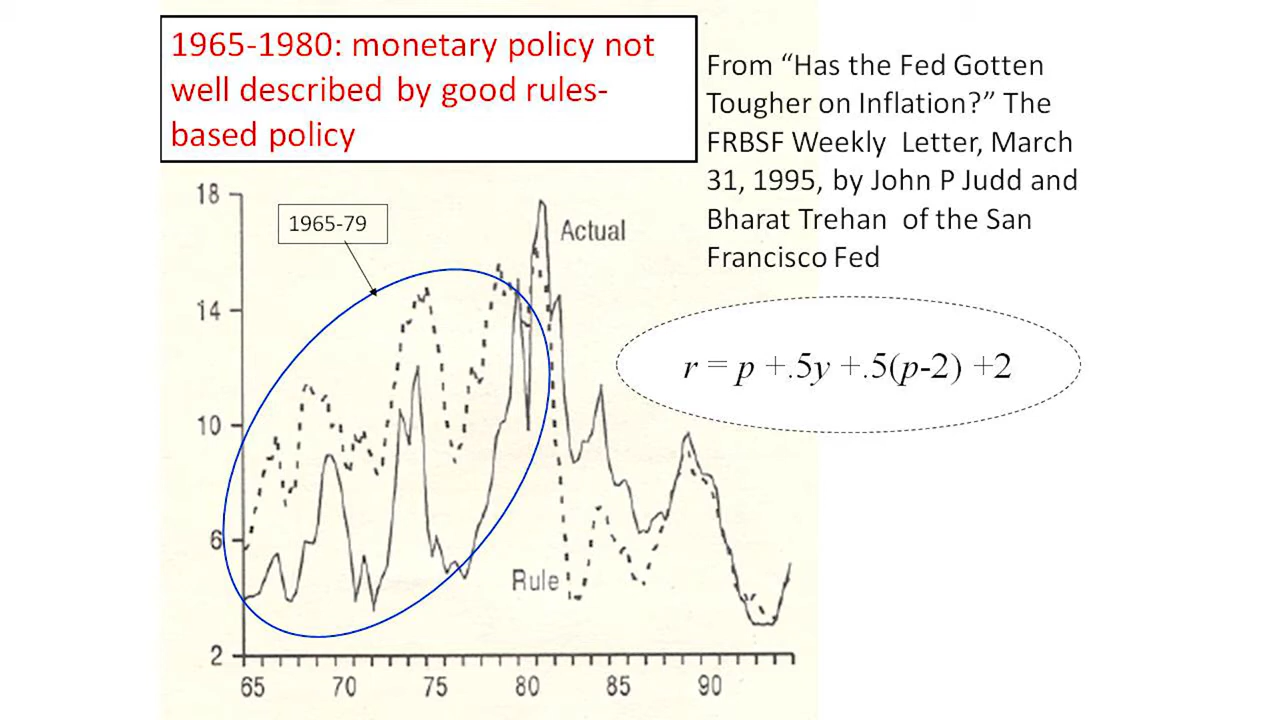 1965-1980: monetary policy not
well described by good rules-
based policy
From “Has the Fed Gotten
Tougher on Inflation?” The
FRBSF Weekly Letter, March
31, 1995, by John P Judd and
Bharat Trehan of the San
Francisco Fed
18
1965-79
Actual
14
r = p +.5y +.5(p-2) +2
10
6
Rule
2
65 70 75 80 85 90